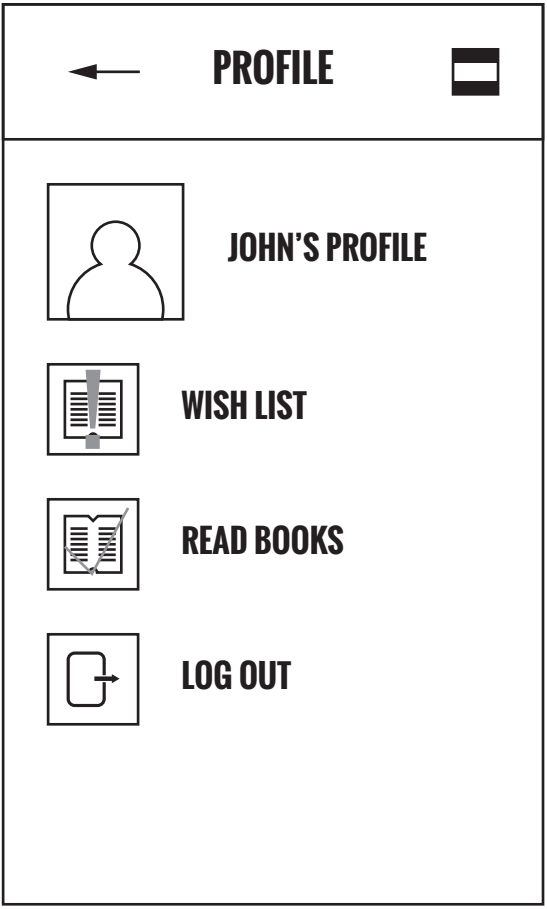 PROFILE
JOHN’S PROFILE
WISH LIST
READ BOOKS
LOG OUT